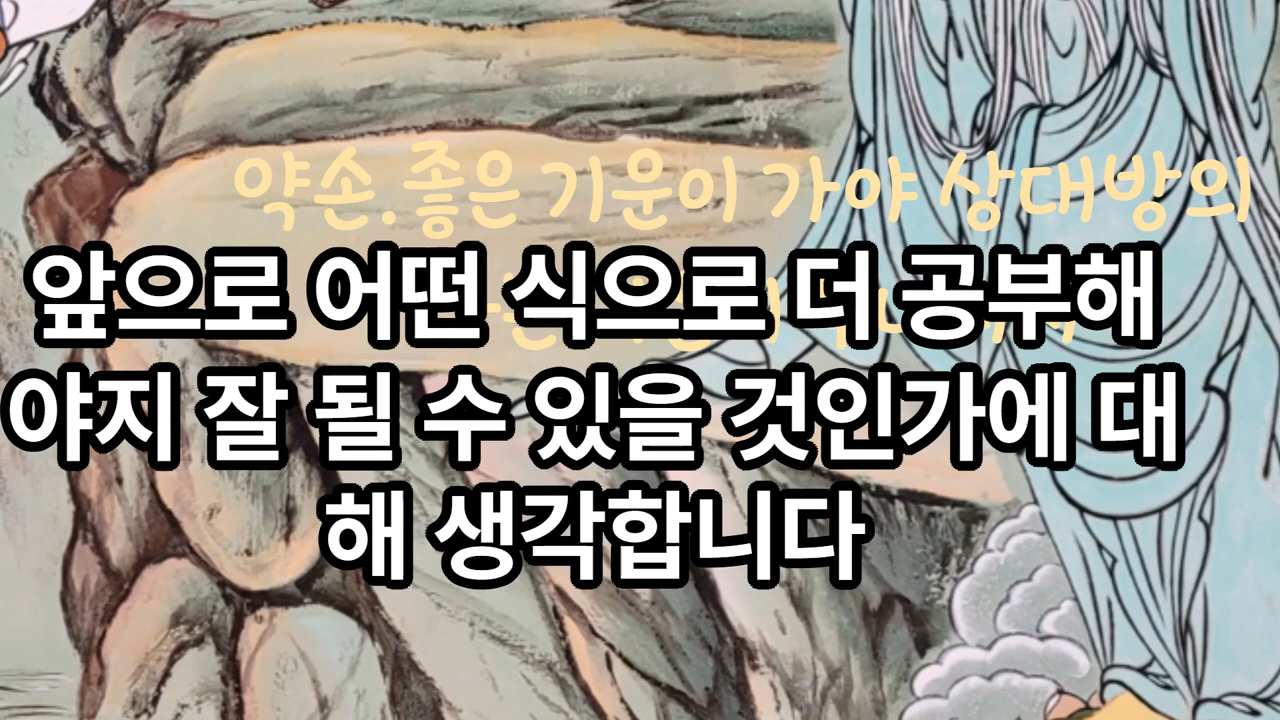 약손.좋은 기운이 가야 상대방의
앞으로 어떤 식으로 더 공부해
야지 잘 될 수 있을 것인가에 대
해 생각합니다